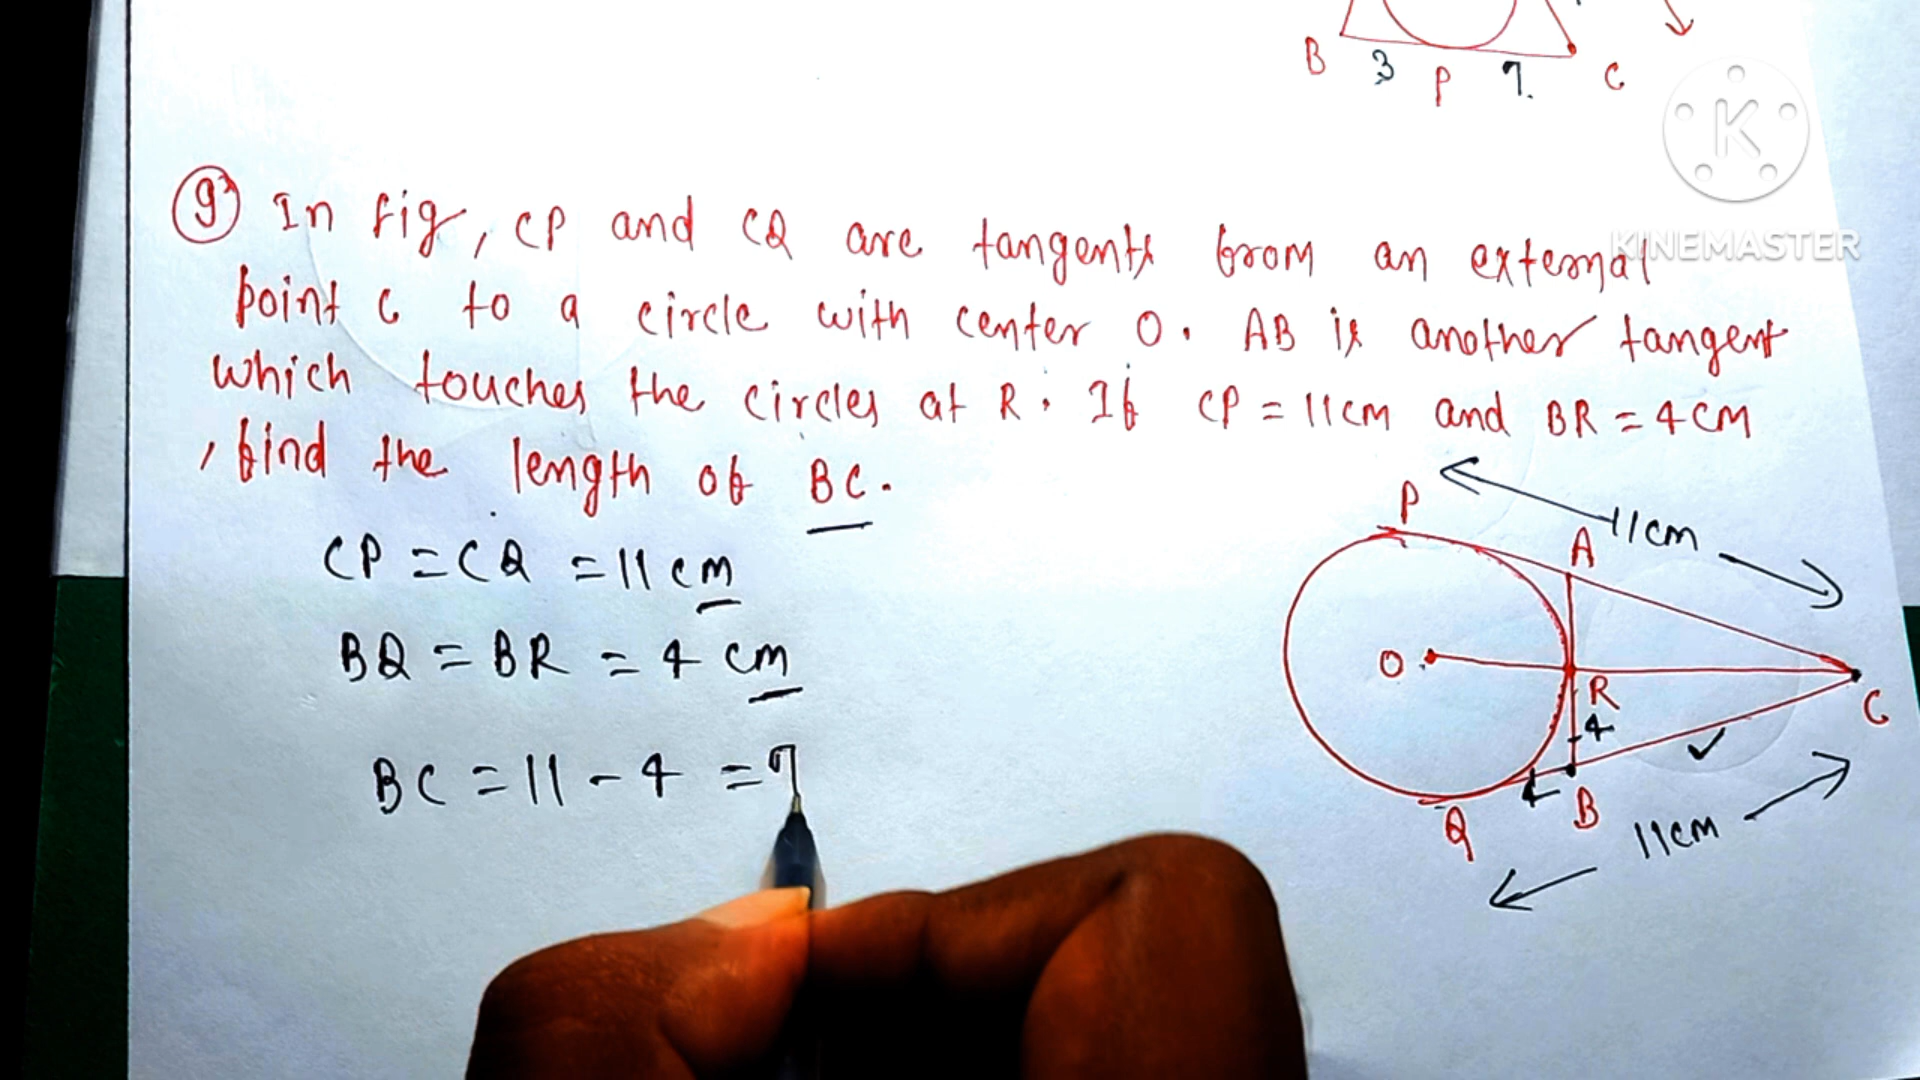 B 3 P 7. C
K
KINEMASTER
9 In fig, CP and CQ are tangents from an external
point C to a circle with center O. AB is another tangent
which touches the circles at R. If CP = 11cm and BR = 4cm
, find the length of BC.
CP = CQ = 11cm
BQ = BR = 4 cm
BC = 11 - 4 = 7
P
11cm
A
O
R
C
4
4
B
Q
11cm